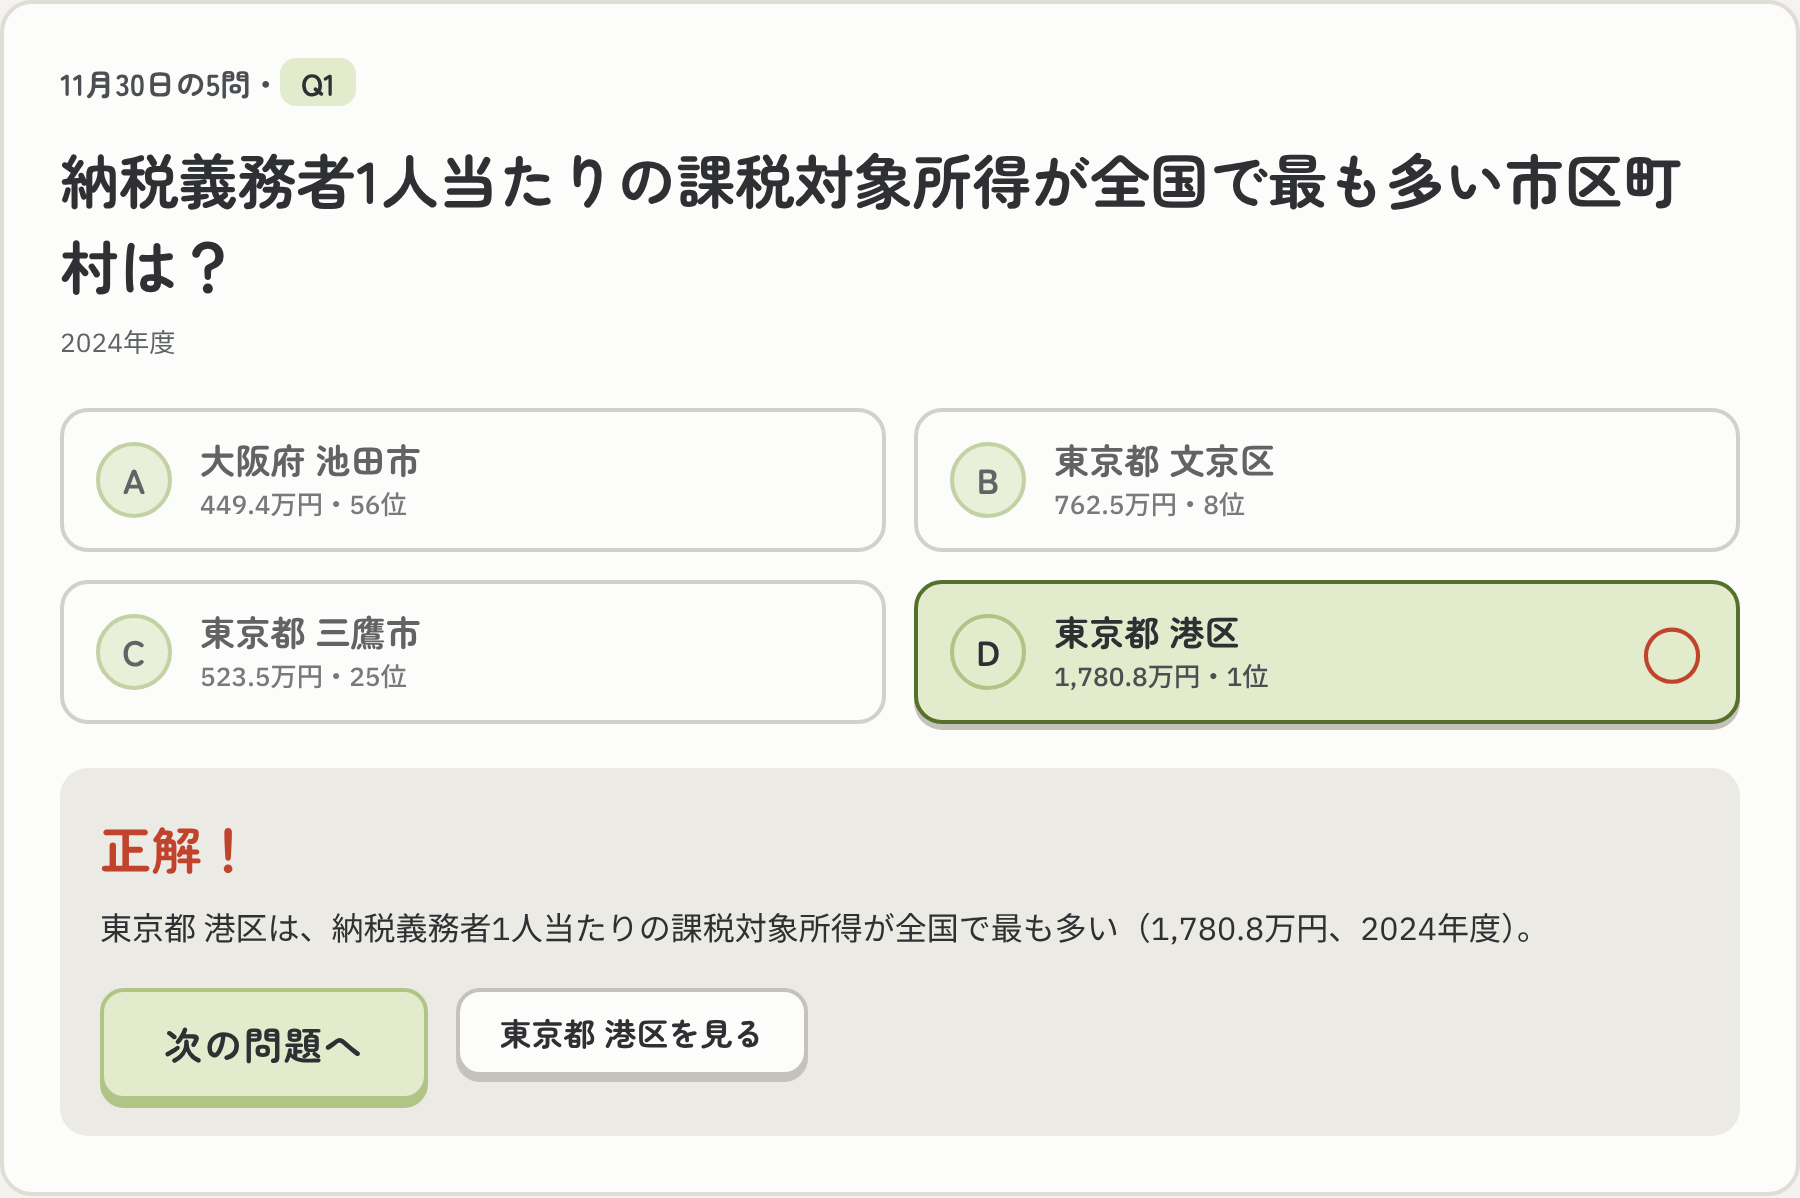 11月30日の5問・ Q1
納税義務者1人当たりの課税対象所得が全国で最も多い市区町
村は？
2024年度
A
大阪府 池田市
449.4万円・56位
B
東京都 文京区
762.5万円・8位
C
東京都 三鷹市
523.5万円・25位
D
東京都 港区
1,780.8万円・1位
正解！
東京都 港区は、納税義務者1人当たりの課税対象所得が全国で最も多い（1,780.8万円、2024年度）。
次の問題へ
東京都 港区を見る